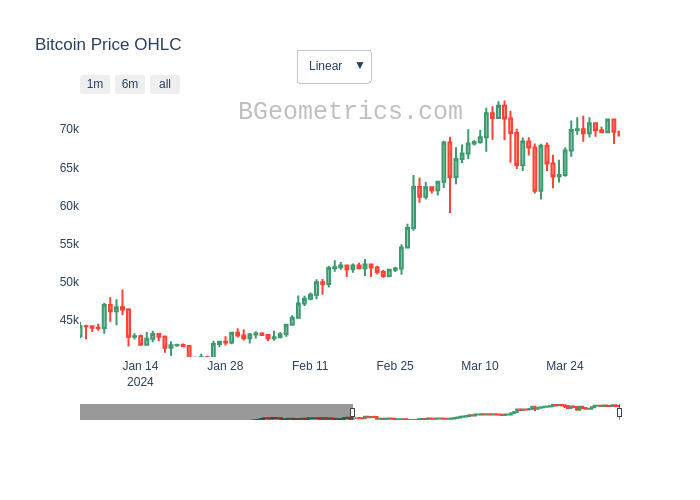 Bitcoin Price OHLC
Linear ▼
1m 6m all
BGeometrics.com
70k
65k
60k
55k
50k
45k
Jan 14 Jan 28 Feb 11 Feb 25 Mar 10 Mar 24
2024